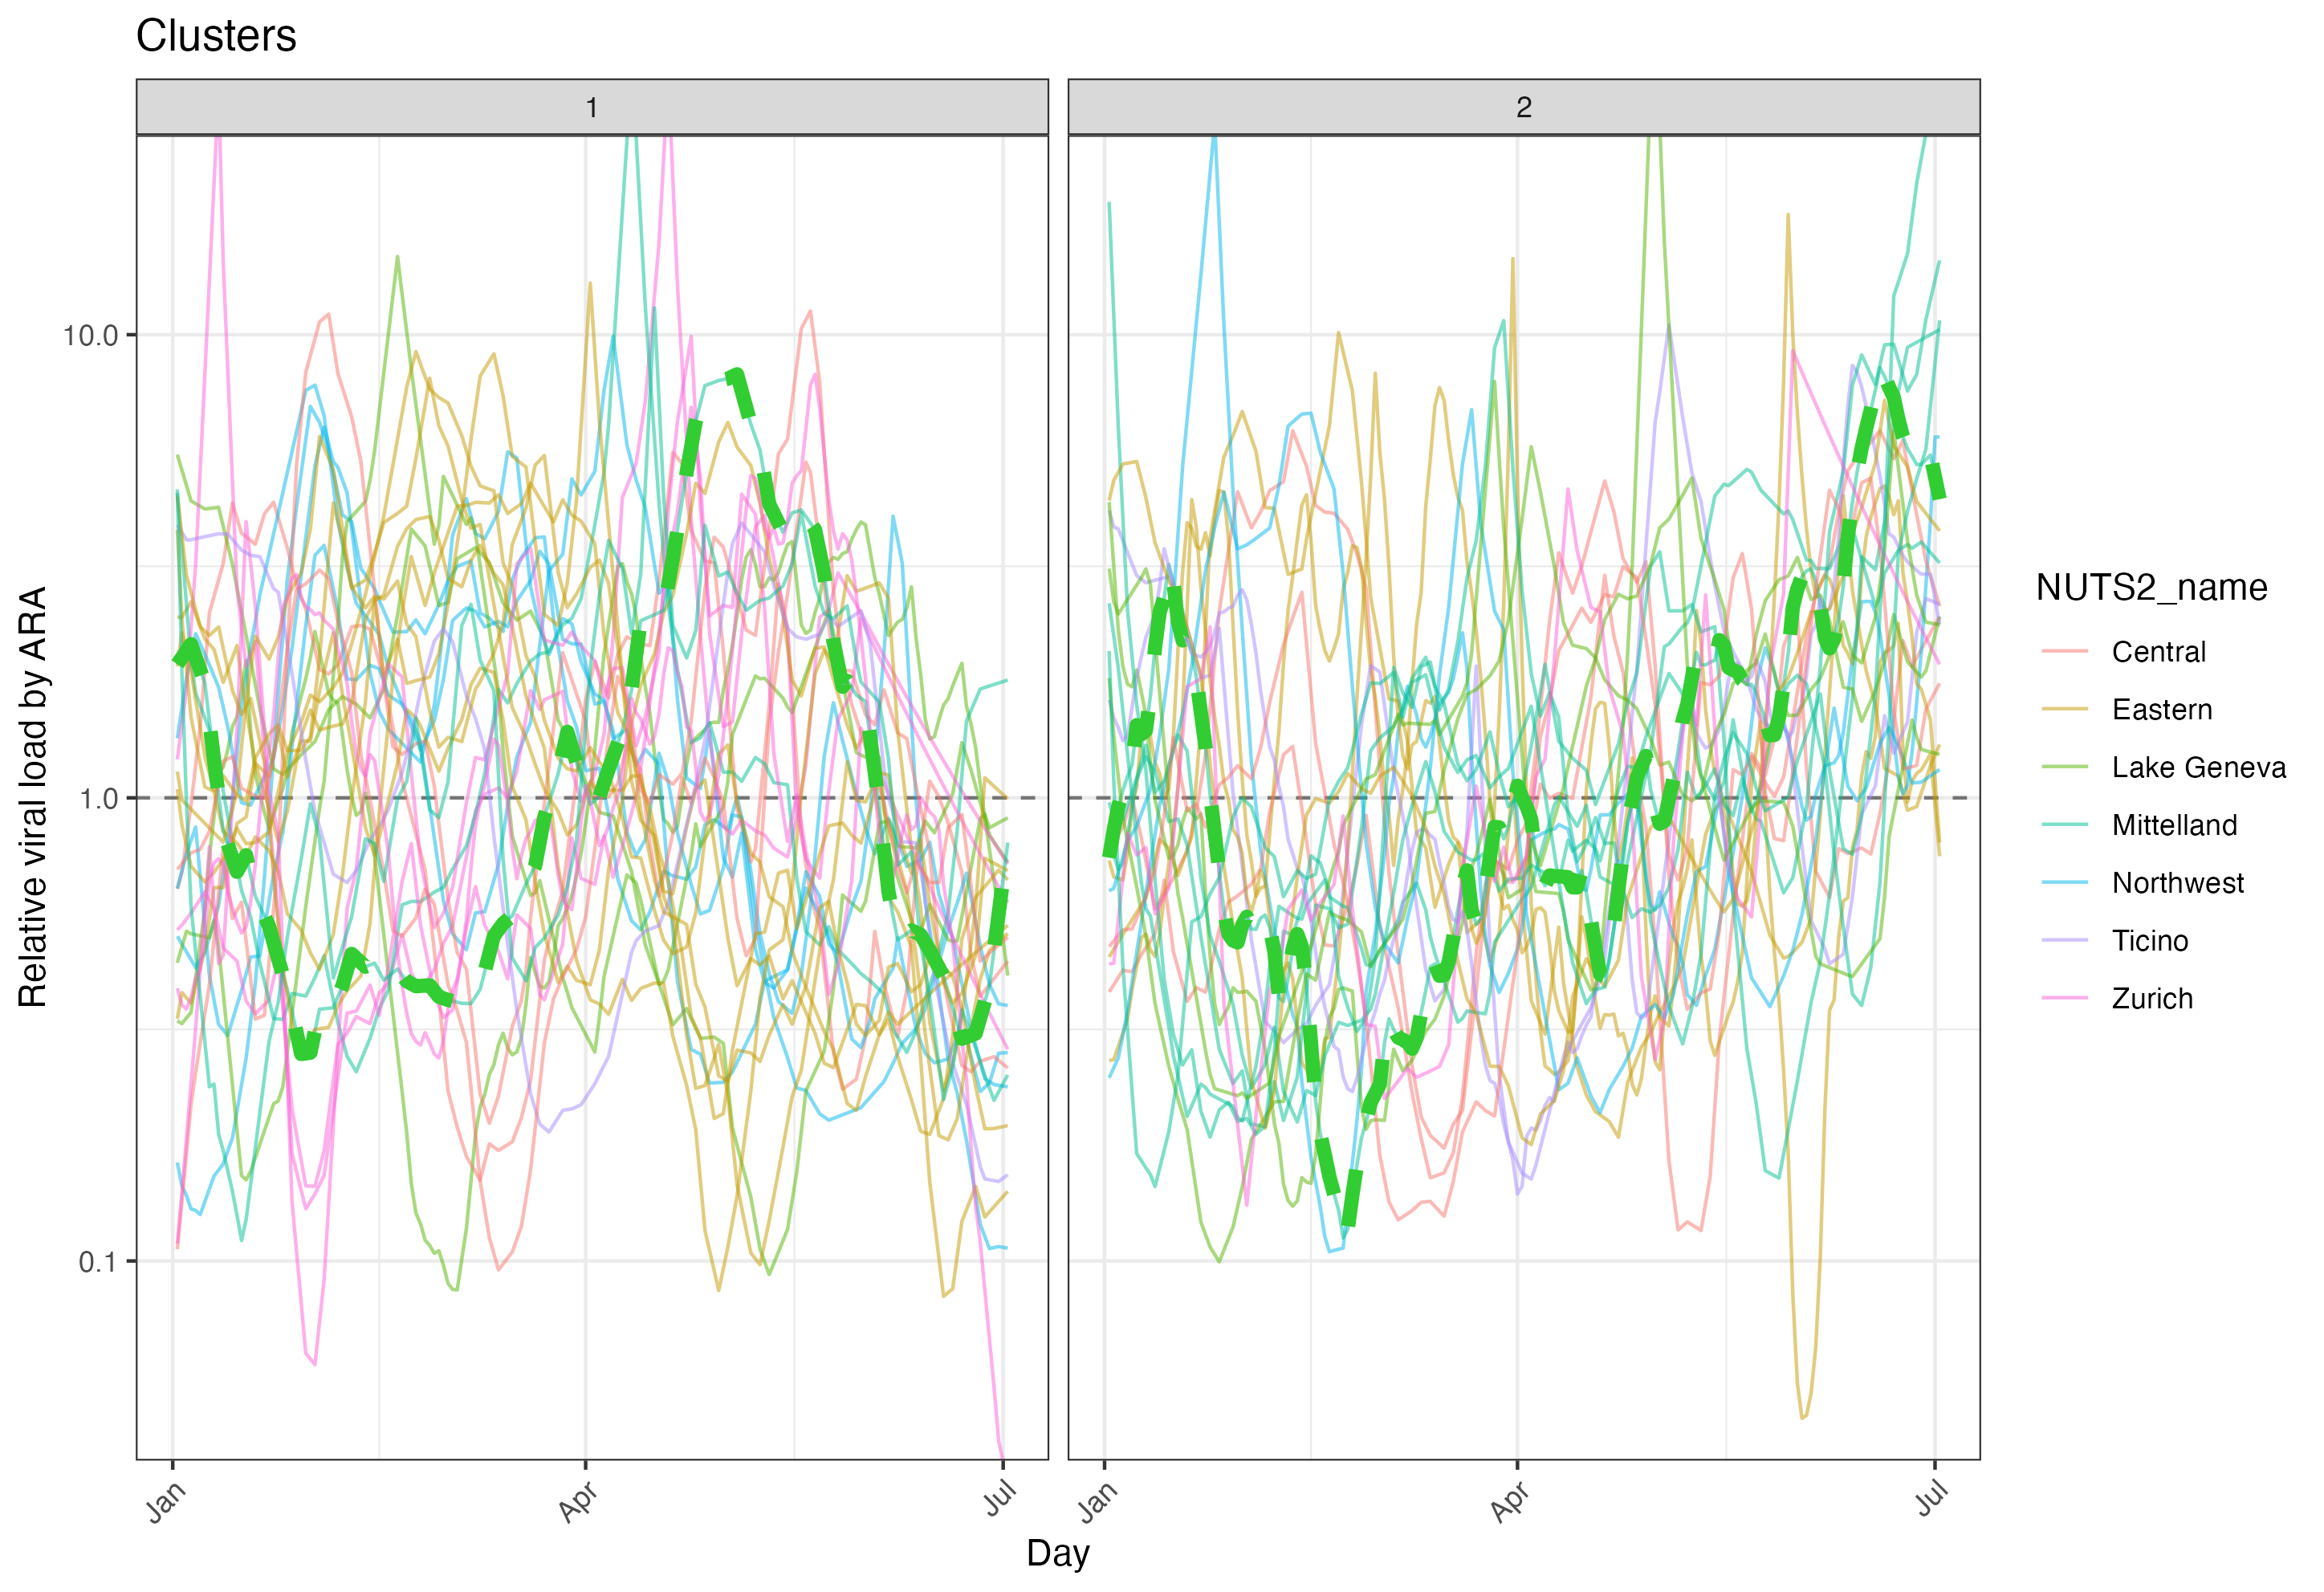 Clusters
1
2
Relative viral load by ARA
10.0
1.0
0.1
Jan
Apr
Jul
Jan
Apr
Jul
Day
NUTS2_name
Central
Eastern
Lake Geneva
Mittelland
Northwest
Ticino
Zurich